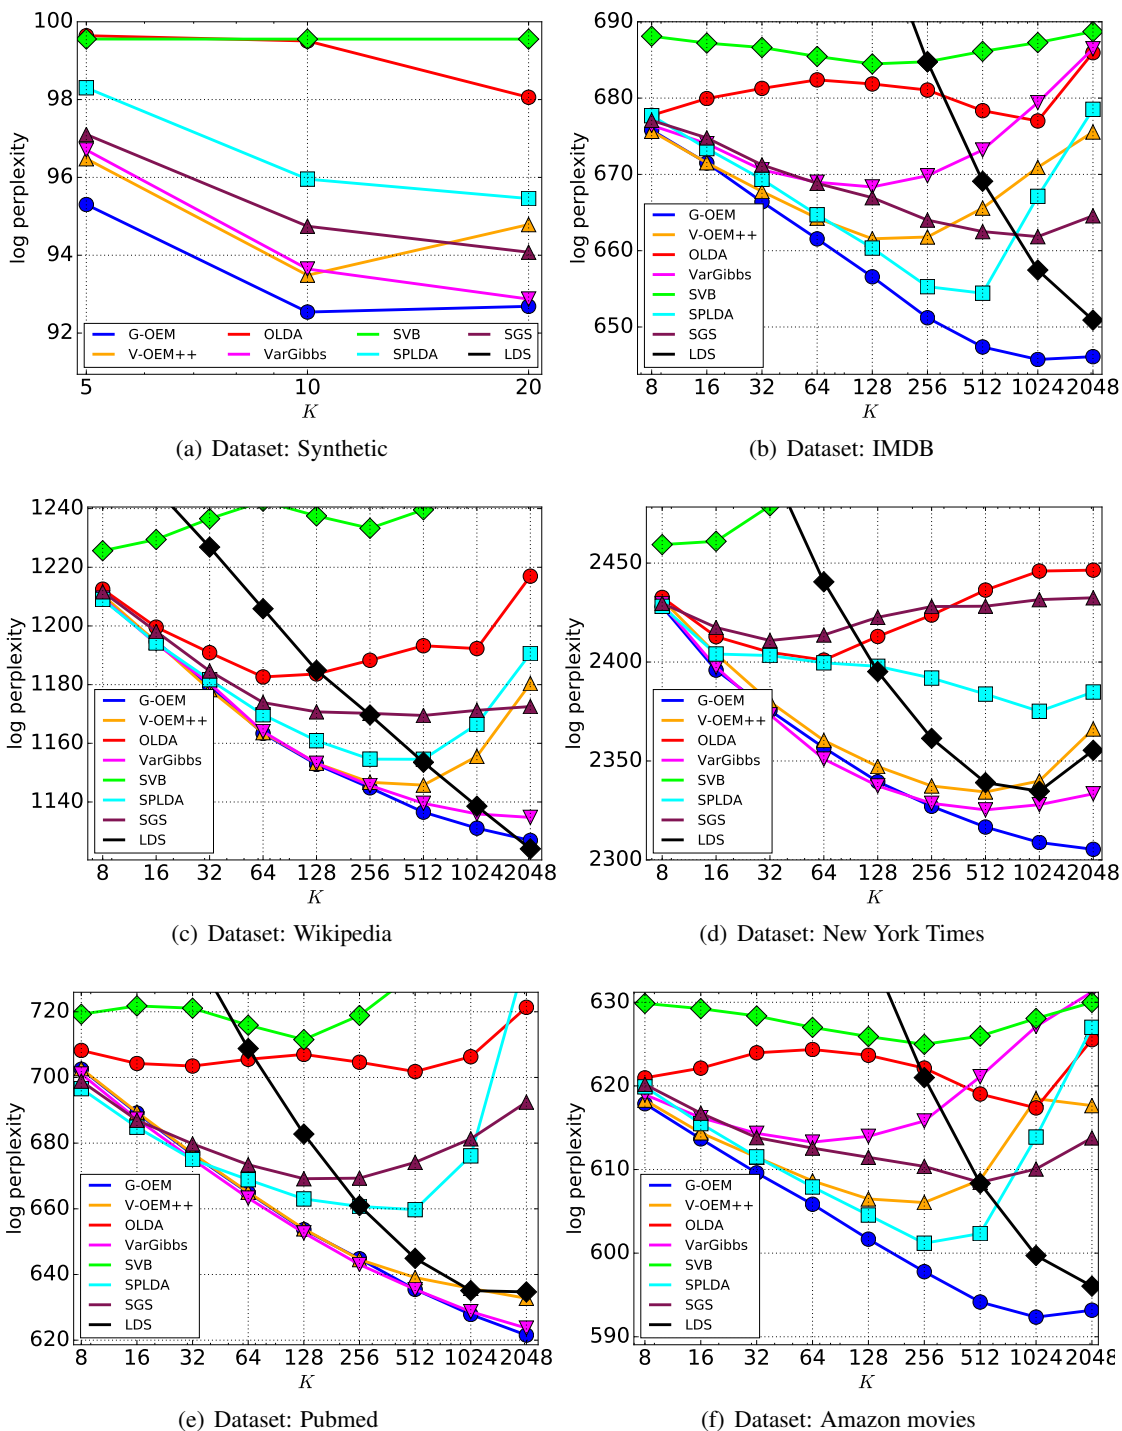 100
98
96
94
92
log perplexity
G-OEM
OLDA
SVB
SGS
V-OEM++
VarGibbs
SPLDA
LDS
5
10
20
K
(a) Dataset: Synthetic
690
680
670
660
650
log perplexity
G-OEM
V-OEM++
OLDA
VarGibbs
SVB
SPLDA
SGS
LDS
8 16 32 64 128 256 512 1024 2048
K
(b) Dataset: IMDB
1240
1220
1200
1180
1160
1140
log perplexity
G-OEM
V-OEM++
OLDA
VarGibbs
SVB
SPLDA
SGS
LDS
8 16 32 64 128 256 512 1024 2048
K
(c) Dataset: Wikipedia
2450
2400
2350
2300
log perplexity
G-OEM
V-OEM++
OLDA
VarGibbs
SVB
SPLDA
SGS
LDS
8 16 32 64 128 256 512 1024 2048
K
(d) Dataset: New York Times
720
700
680
660
640
620
log perplexity
G-OEM
V-OEM++
OLDA
VarGibbs
SVB
SPLDA
SGS
LDS
8 16 32 64 128 256 512 1024 2048
K
(e) Dataset: Pubmed
630
620
610
600
590
log perplexity
G-OEM
V-OEM++
OLDA
VarGibbs
SVB
SPLDA
SGS
LDS
8 16 32 64 128 256 512 1024 2048
K
(f) Dataset: Amazon movies